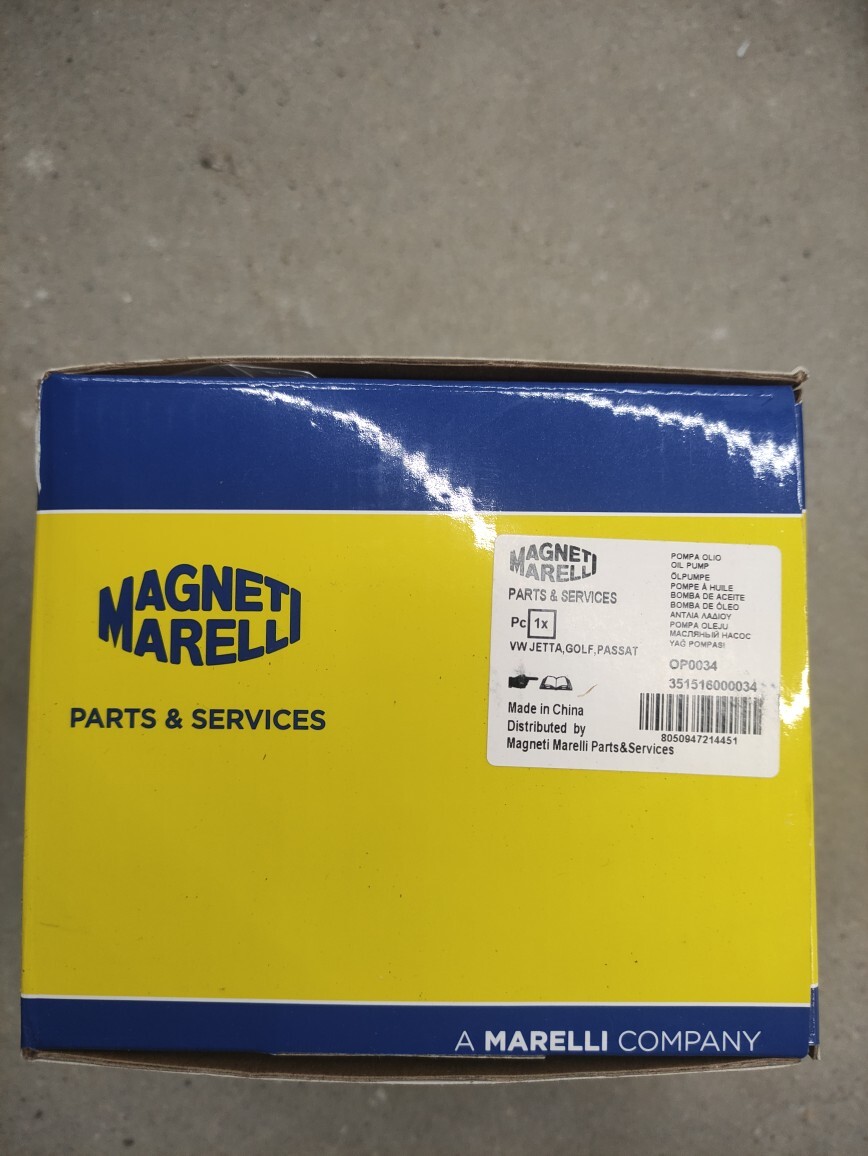 MAGNETI
MARELLI
PARTS & SERVICES
MAGNETI
MARELLI
PARTS & SERVICES
Pc 1x
VW JETTA,GOLF,PASSAT
Made in China
Distributed by
Magneti Marelli Parts&Services
POMPA OLIO
OIL PUMP
ÖLPUMPE
POMPE À HUILE
BOMBA DE ACEITE
BOMBA DE ÓLEO
ΑΝΤΛΙΑ ΛΑΔΙΟΥ
POMPA OLEJU
МАСЛЯНЫЙ НАСОС
YAĞ POMPASI
OP0034
351516000034
8050947214451
A MARELLI COMPANY